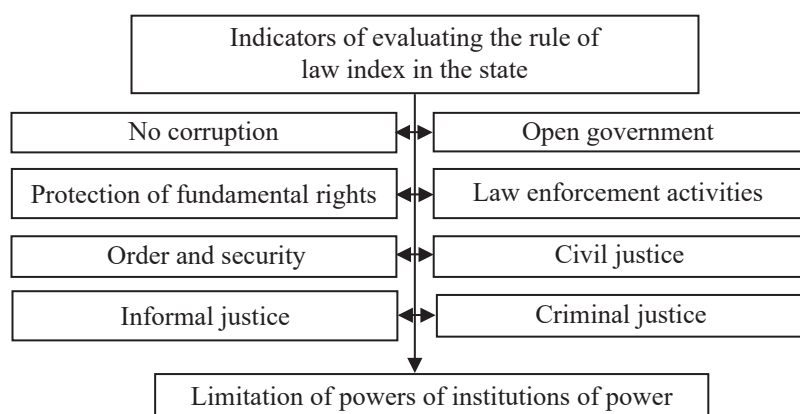 Indicators of evaluating the rule of
law index in the state
No corruption
Open government
Protection of fundamental rights
Law enforcement activities
Order and security
Civil justice
Informal justice
Criminal justice
Limitation of powers of institutions of power